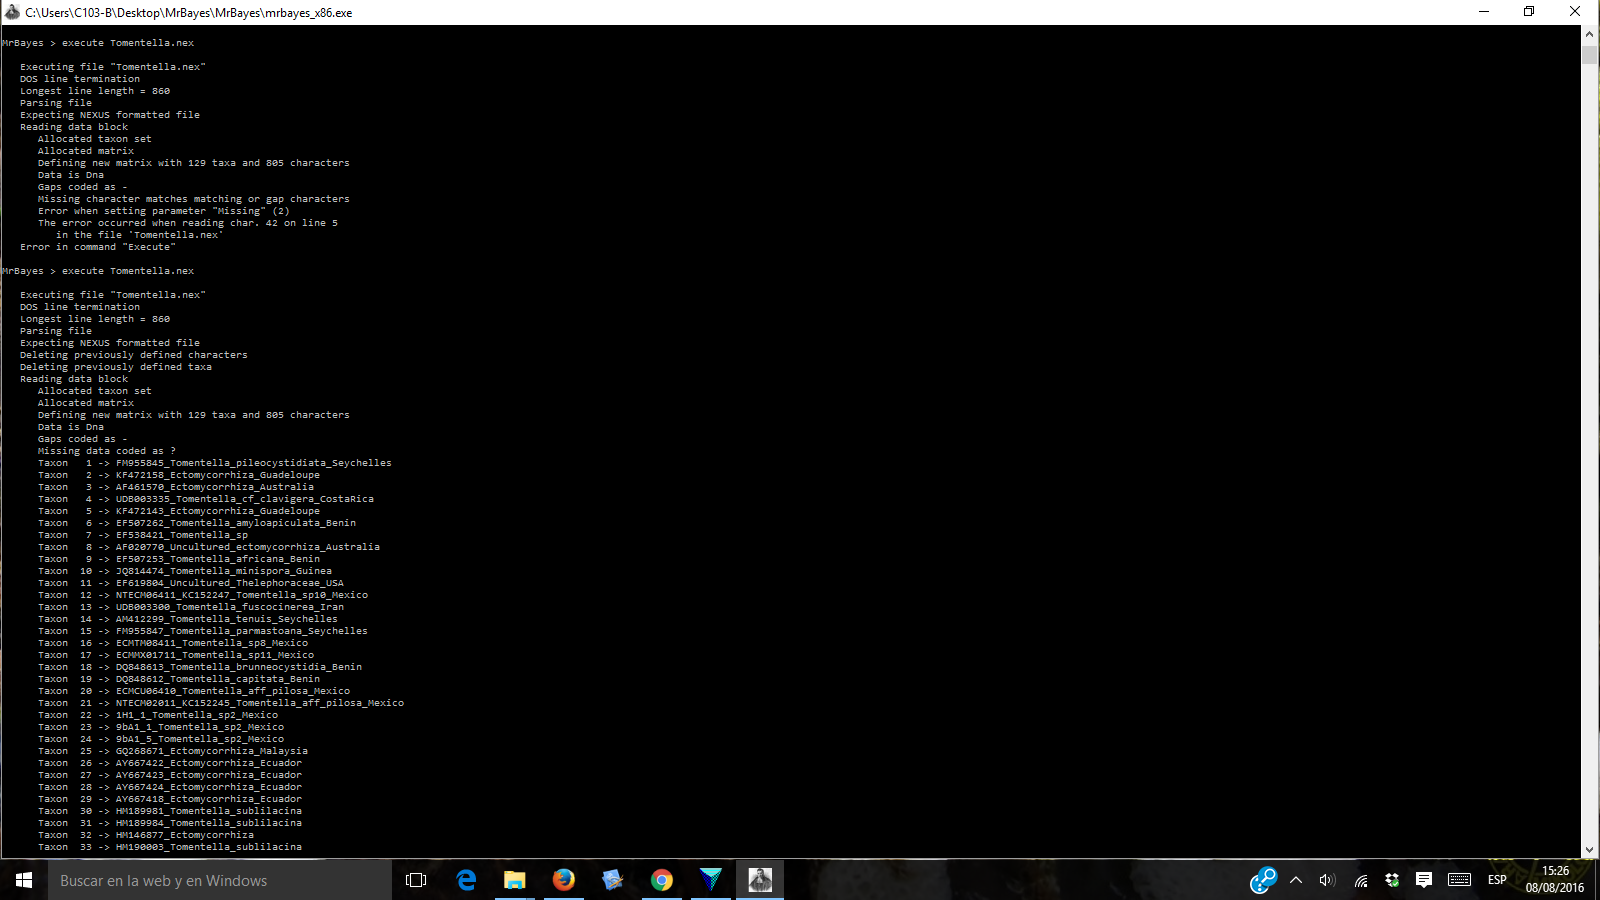 C:\Users\C103-B\Desktop\MrBayes\MrBayes\mrbayes_x86.exe
MrBayes > execute Tomentella.nex
Executing file "Tomentella.nex"
DOS line termination
Longest line length = 860
Parsing file
Expecting NEXUS formatted file
Reading data block
Allocated taxon set
Allocated matrix
Defining new matrix with 129 taxa and 805 characters
Data is Dna
Gaps coded as -
Missing character matches matching or gap characters
Error when setting parameter "Missing" (2)
The error occurred when reading char. 42 on line 5
in the file 'Tomentella.nex'
Error in command "Execute"
MrBayes > execute Tomentella.nex
Executing file "Tomentella.nex"
DOS line termination
Longest line length = 860
Parsing file
Expecting NEXUS formatted file
Deleting previously defined characters
Deleting previously defined taxa
Reading data block
Allocated taxon set
Allocated matrix
Defining new matrix with 129 taxa and 805 characters
Data is Dna
Gaps coded as -
Missing data coded as ?
Taxon 1 -> FM955845_Tomentella_pileocystidiata_Seychelles
Taxon 2 -> KF472158_Ectomycorrhiza_Guadeloupe
Taxon 3 -> AF461570_Ectomycorrhiza_Australia
Taxon 4 -> UDB003335_Tomentella_cf_clavigera_CostaRica
Taxon 5 -> KF472143_Ectomycorrhiza_Guadeloupe
Taxon 6 -> EF507262_Tomentella_amyloapiculata_Benin
Taxon 7 -> EF538421_Tomentella_sp
Taxon 8 -> AF020770_Uncultured_ectomycorrhiza_Australia
Taxon 9 -> EF507253_Tomentella_africana_Benin
Taxon 10 -> JQ814474_Tomentella_minispora_Guinea
Taxon 11 -> EF619804_Uncultured_Thelephoraceae_USA
Taxon 12 -> NTECM06411_KC152247_Tomentella_sp10_Mexico
Taxon 13 -> UDB003300_Tomentella_fuscocinerea_Iran
Taxon 14 -> AM412299_Tomentella_tenuis_Seychelles
Taxon 15 -> FM955847_Tomentella_parmastoana_Seychelles
Taxon 16 -> ECMTM08411_Tomentella_sp8_Mexico
Taxon 17 -> ECMMX01711_Tomentella_sp11_Mexico
Taxon 18 -> DQ848613_Tomentella_brunneocystidia_Benin
Taxon 19 -> DQ848612_Tomentella_capitata_Benin
Taxon 20 -> ECMCU06410_Tomentella_aff_pilosa_Mexico
Taxon 21 -> NTECM02011_KC152245_Tomentella_aff_pilosa_Mexico
Taxon 22 -> 1H1_1_Tomentella_sp2_Mexico
Taxon 23 -> 9bA1_1_Tomentella_sp2_Mexico
Taxon 24 -> 9bA1_5_Tomentella_sp2_Mexico
Taxon 25 -> GQ268671_Ectomycorrhiza_Malaysia
Taxon 26 -> AY667422_Ectomycorrhiza_Ecuador
Taxon 27 -> AY667423_Ectomycorrhiza_Ecuador
Taxon 28 -> AY667424_Ectomycorrhiza_Ecuador
Taxon 29 -> AY667418_Ectomycorrhiza_Ecuador
Taxon 30 -> HM189981_Tomentella_sublilacina
Taxon 31 -> HM189984_Tomentella_sublilacina
Taxon 32 -> HM146877_Ectomycorrhiza
Taxon 33 -> HM190003_Tomentella_sublilacina
Buscar en la web y en Windows
ESP
15:26
08/08/2016